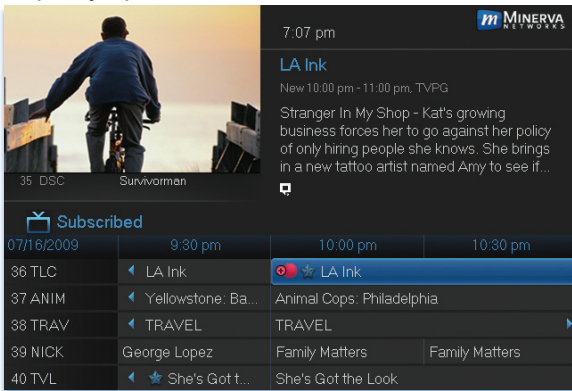 7:07 pm
m MINERVA
NETWORKS
LA Ink
New 10:00 pm - 11:00 pm, TVPG
Stranger In My Shop - Kat's growing
business forces her to go against her policy
of only hiring people she knows. She brings
in a new tattoo artist named Amy to see if...
35 DSC Survivorman
Subscribed
07/16/2009 9:30 pm 10:00 pm 10:30 pm
36 TLC LA Ink LA Ink
37 ANIM Yellowstone: Ba... Animal Cops: Philadelphia
38 TRAV TRAVEL TRAVEL
39 NICK George Lopez Family Matters Family Matters
40 TVL She's Got t... She's Got the Look